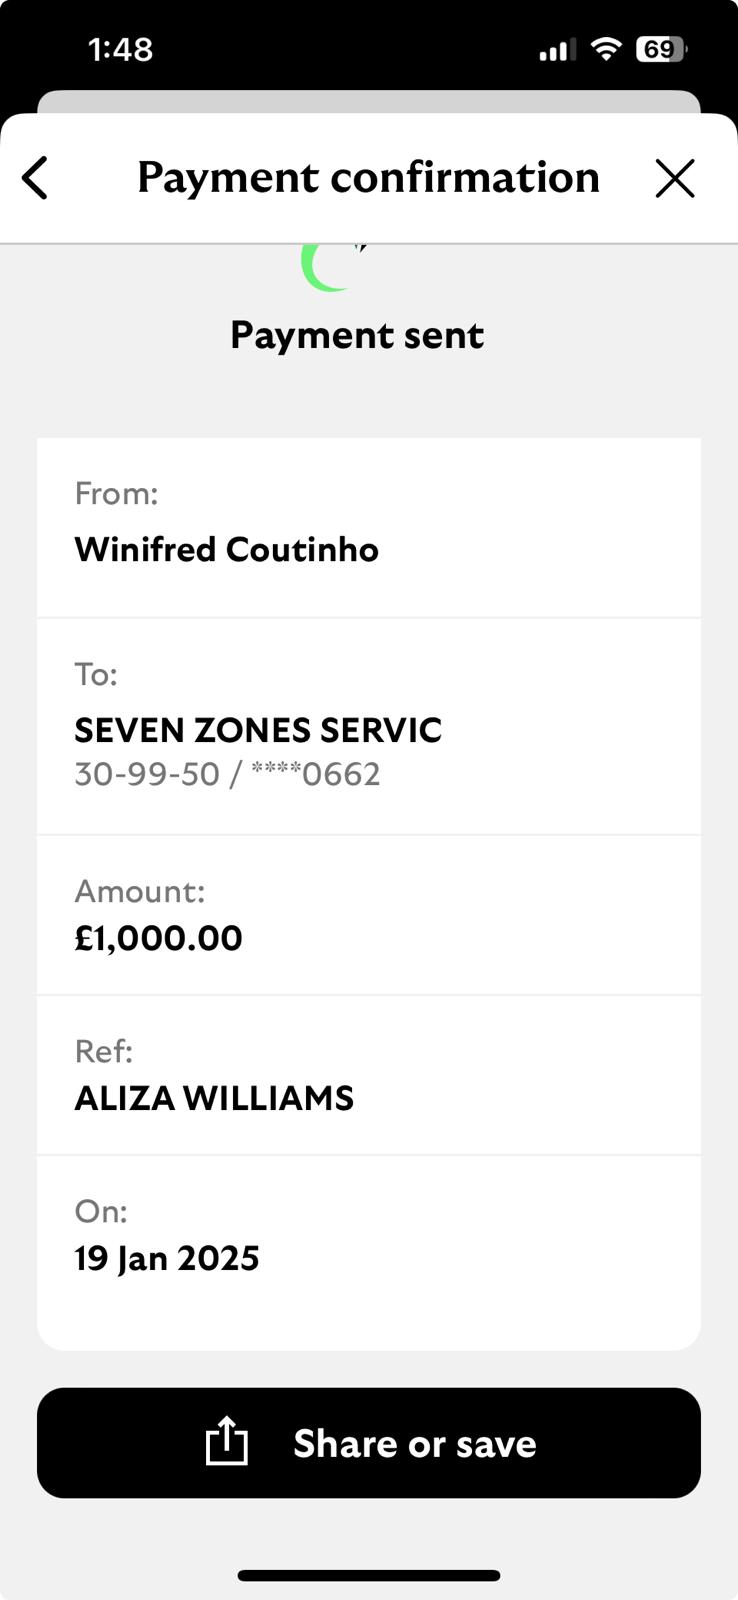 1:48
69
Payment confirmation
Payment sent
From:
Winifred Coutinho
To:
SEVEN ZONES SERVIC
30-99-50 / ****0662
Amount:
£1,000.00
Ref:
ALIZA WILLIAMS
On:
19 Jan 2025
Share or save